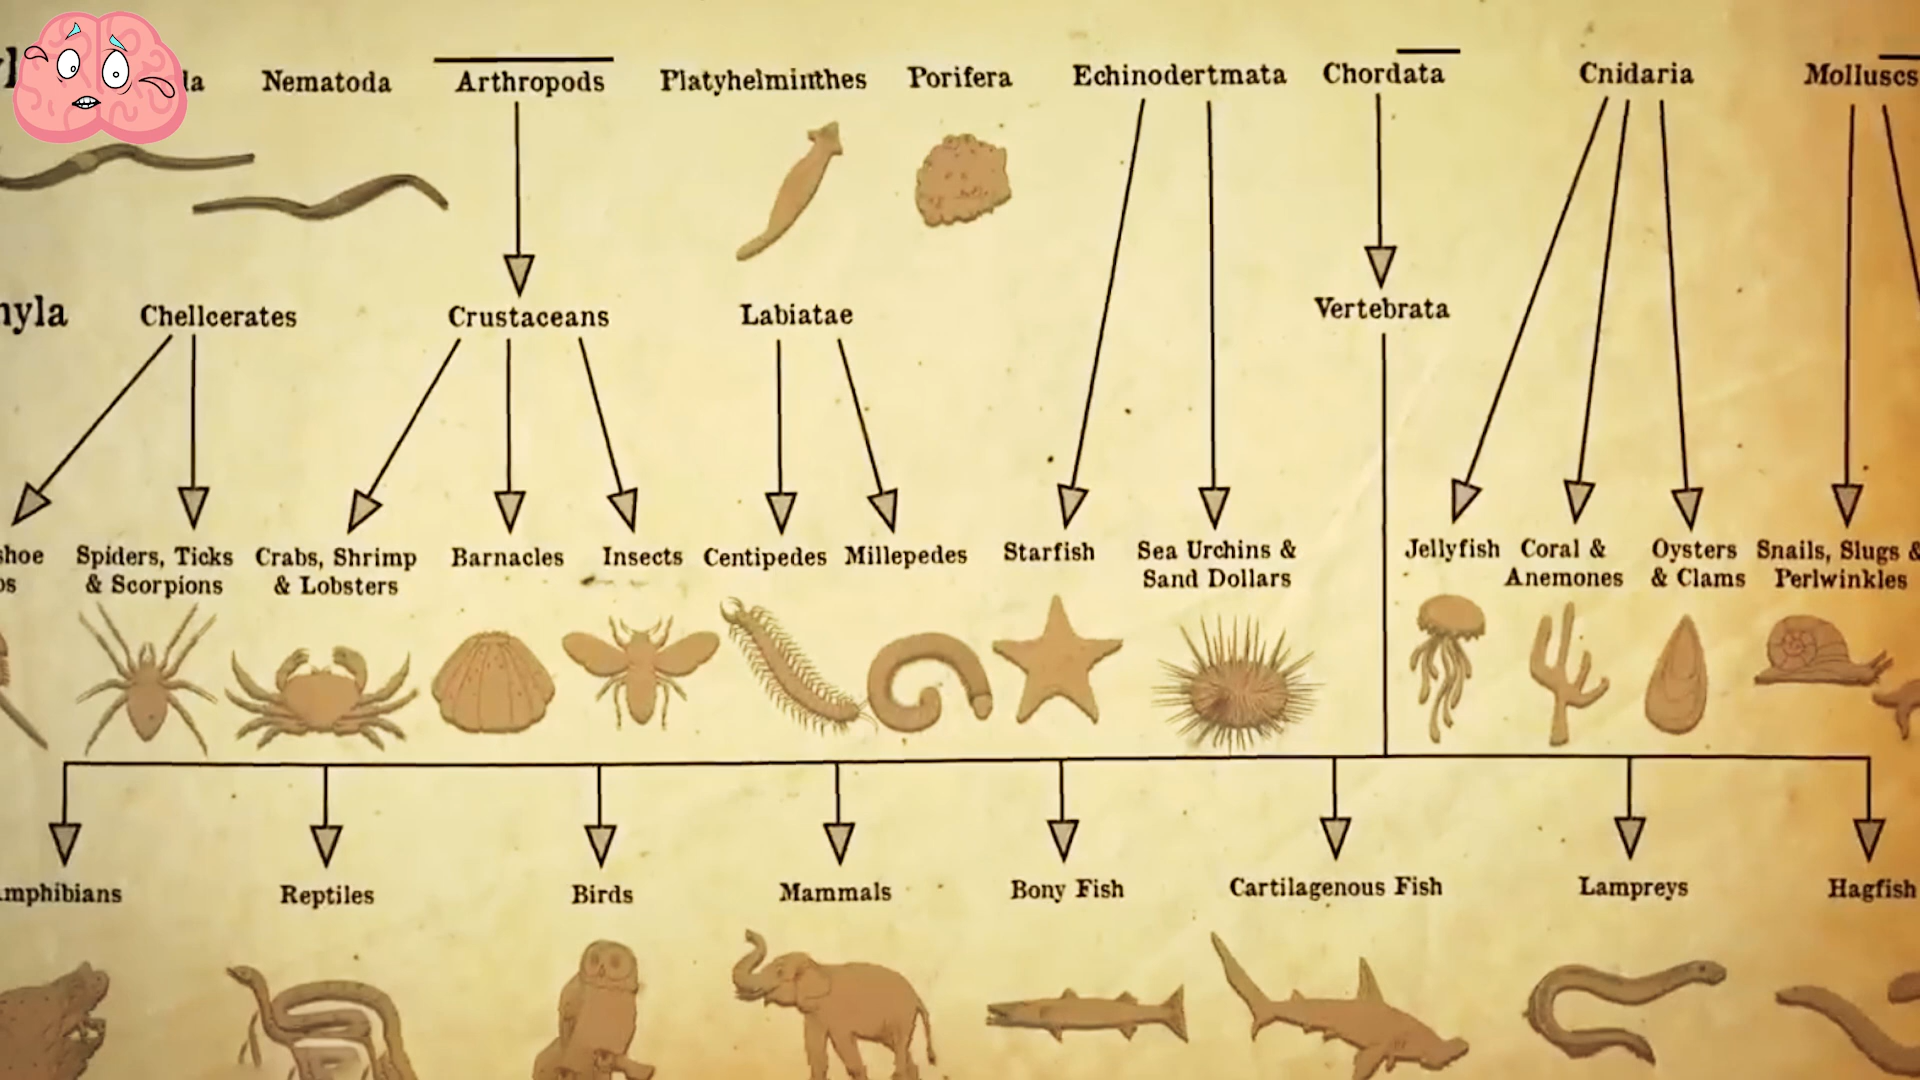 Nematoda
Arthropods
Platyhelminthes
Porifera
Echinodertmata
Chordata
Cnidaria
Molluscs
Chellcerates
Crustaceans
Labiatae
Vertebrata
Spiders, Ticks
& Scorpions
Crabs, Shrimp
& Lobsters
Barnacles
Insects
Centipedes
Millepedes
Starfish
Sea Urchins &
Sand Dollars
Jellyfish
Coral &
Anemones
Oysters
& Clams
Snails, Slugs &
Perlwinkles
mphibians
Reptiles
Birds
Mammals
Bony Fish
Cartilagenous Fish
Lampreys
Hagfish